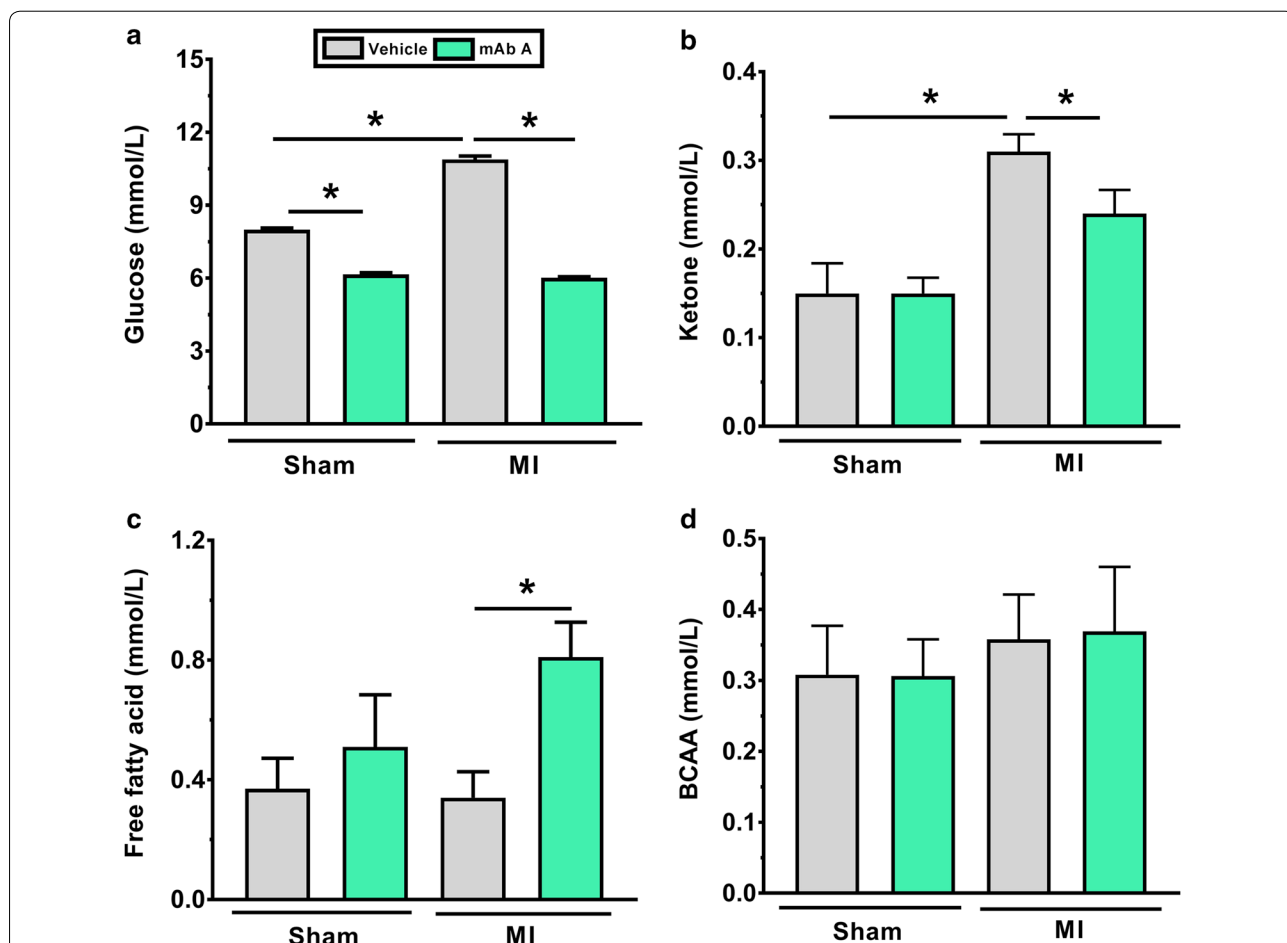 a
Vehicle mAb A
*
*
*
15
12
9
6
3
0
Glucose (mmol/L)
Sham MI
b
*
*
0.4
0.3
0.2
0.1
0.0
Ketone (mmol/L)
Sham MI
c
*
1.2
0.8
0.4
0.0
Free fatty acid (mmol/L)
Sham MI
d
0.5
0.4
0.3
0.2
0.1
0.0
BCAA (mmol/L)
Sham MI